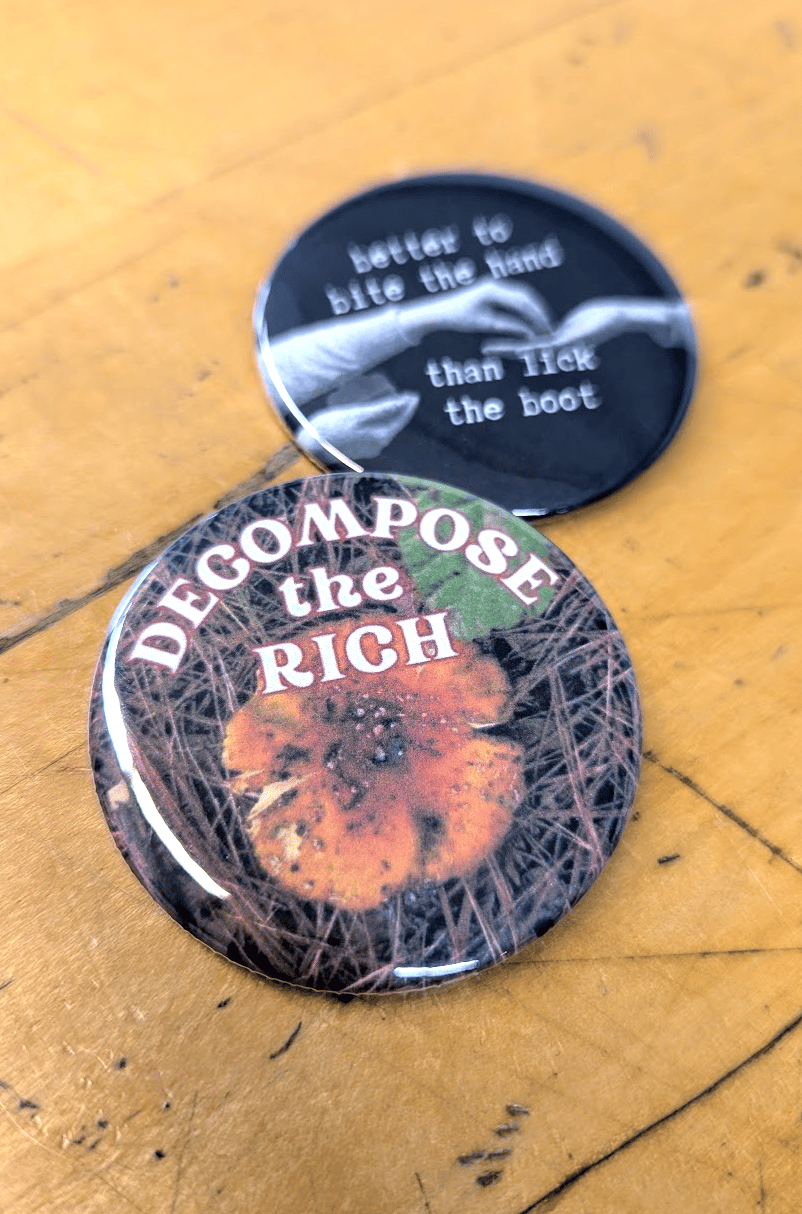 better to
bite the hand
than lick
the boot
DECOMPOSE
the
RICH